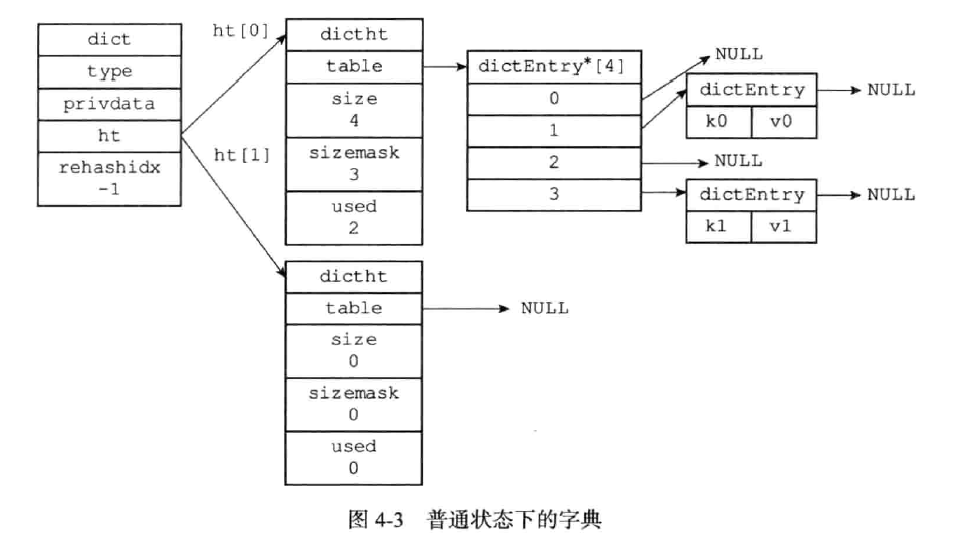 dict
type
privdata
ht
rehashidx
-1
ht[0]
ht[1]
dictht
table
size
4
sizemask
3
used
2
dictEntry*[4]
0
1
2
3
NULL
dictEntry
k0 v0
NULL
NULL
dictEntry
k1 v1
NULL
dictht
table
size
0
sizemask
0
used
0
NULL
图 4-3 普通状态下的字典